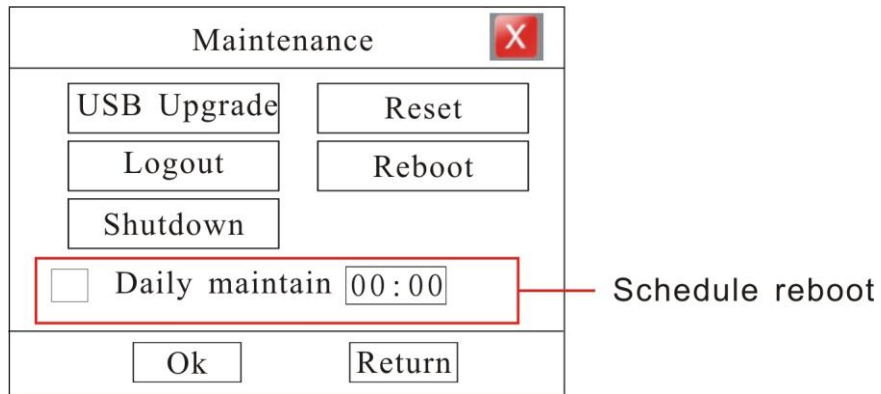 Maintenance X
USB Upgrade Reset
Logout Reboot
Shutdown
Daily maintain 00:00 Schedule reboot
Ok Return